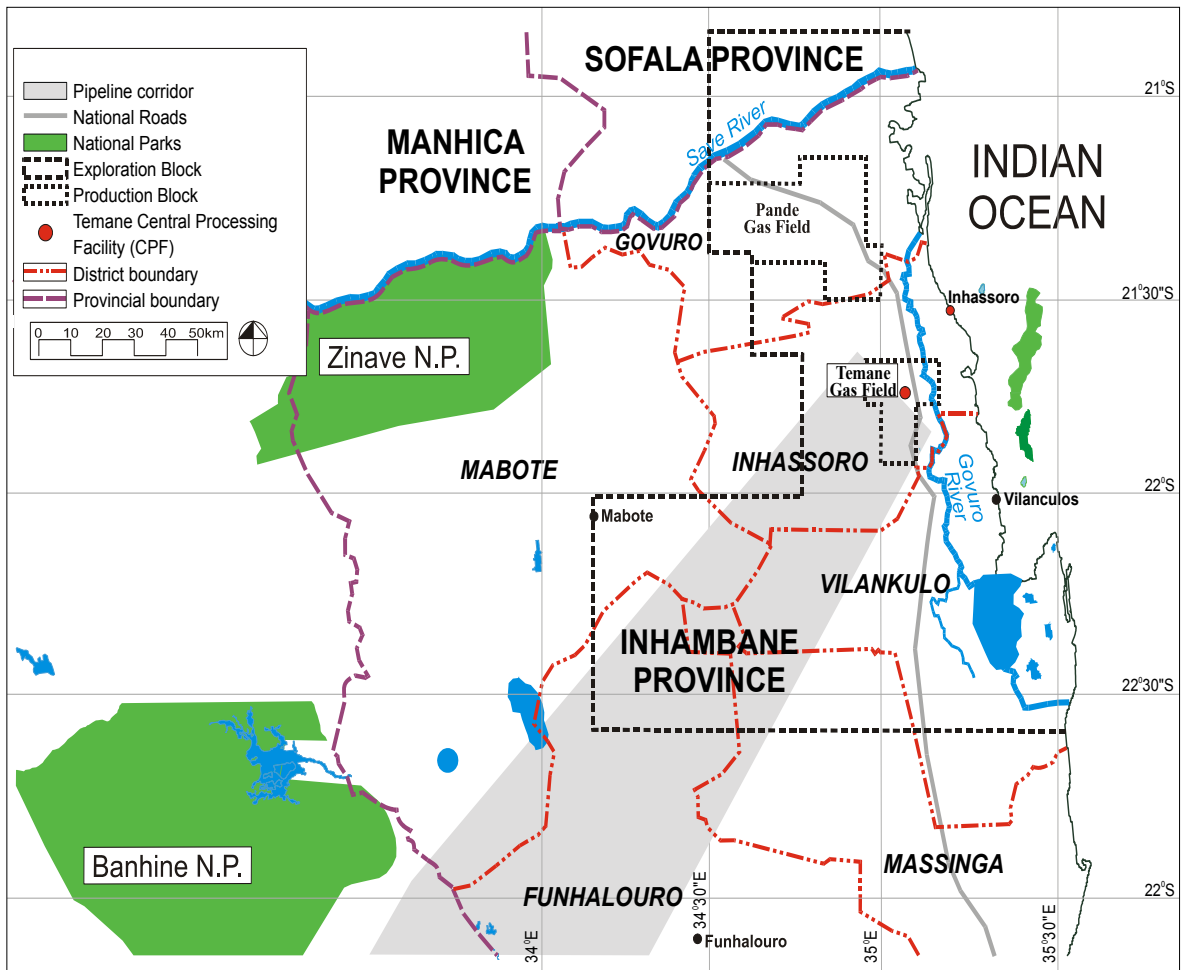 SOFALA PROVINCE
Pipeline corridor
National Roads
National Parks
Exploration Block
Production Block
Temane Central Processing
Facility (CPF)
District boundary
Provincial boundary
0 10 20 30 40 50km
MANHICA
PROVINCE
Save River
21°S
INDIAN
OCEAN
Pande
Gas Field
GOVURO
21°30"S
Inhassoro
Zinave N.P.
Temane
Gas Field
MABOTE
INHASSORO
Govuro
River
22°S
Vilanculos
Mabote
VILANKULO
INHAMBANE
PROVINCE
22°30"S
Banhine N.P.
MASSINGA
FUNHALOURO
22°S
34°E
34°30"E
35°E
35°30"E
Funhalouro